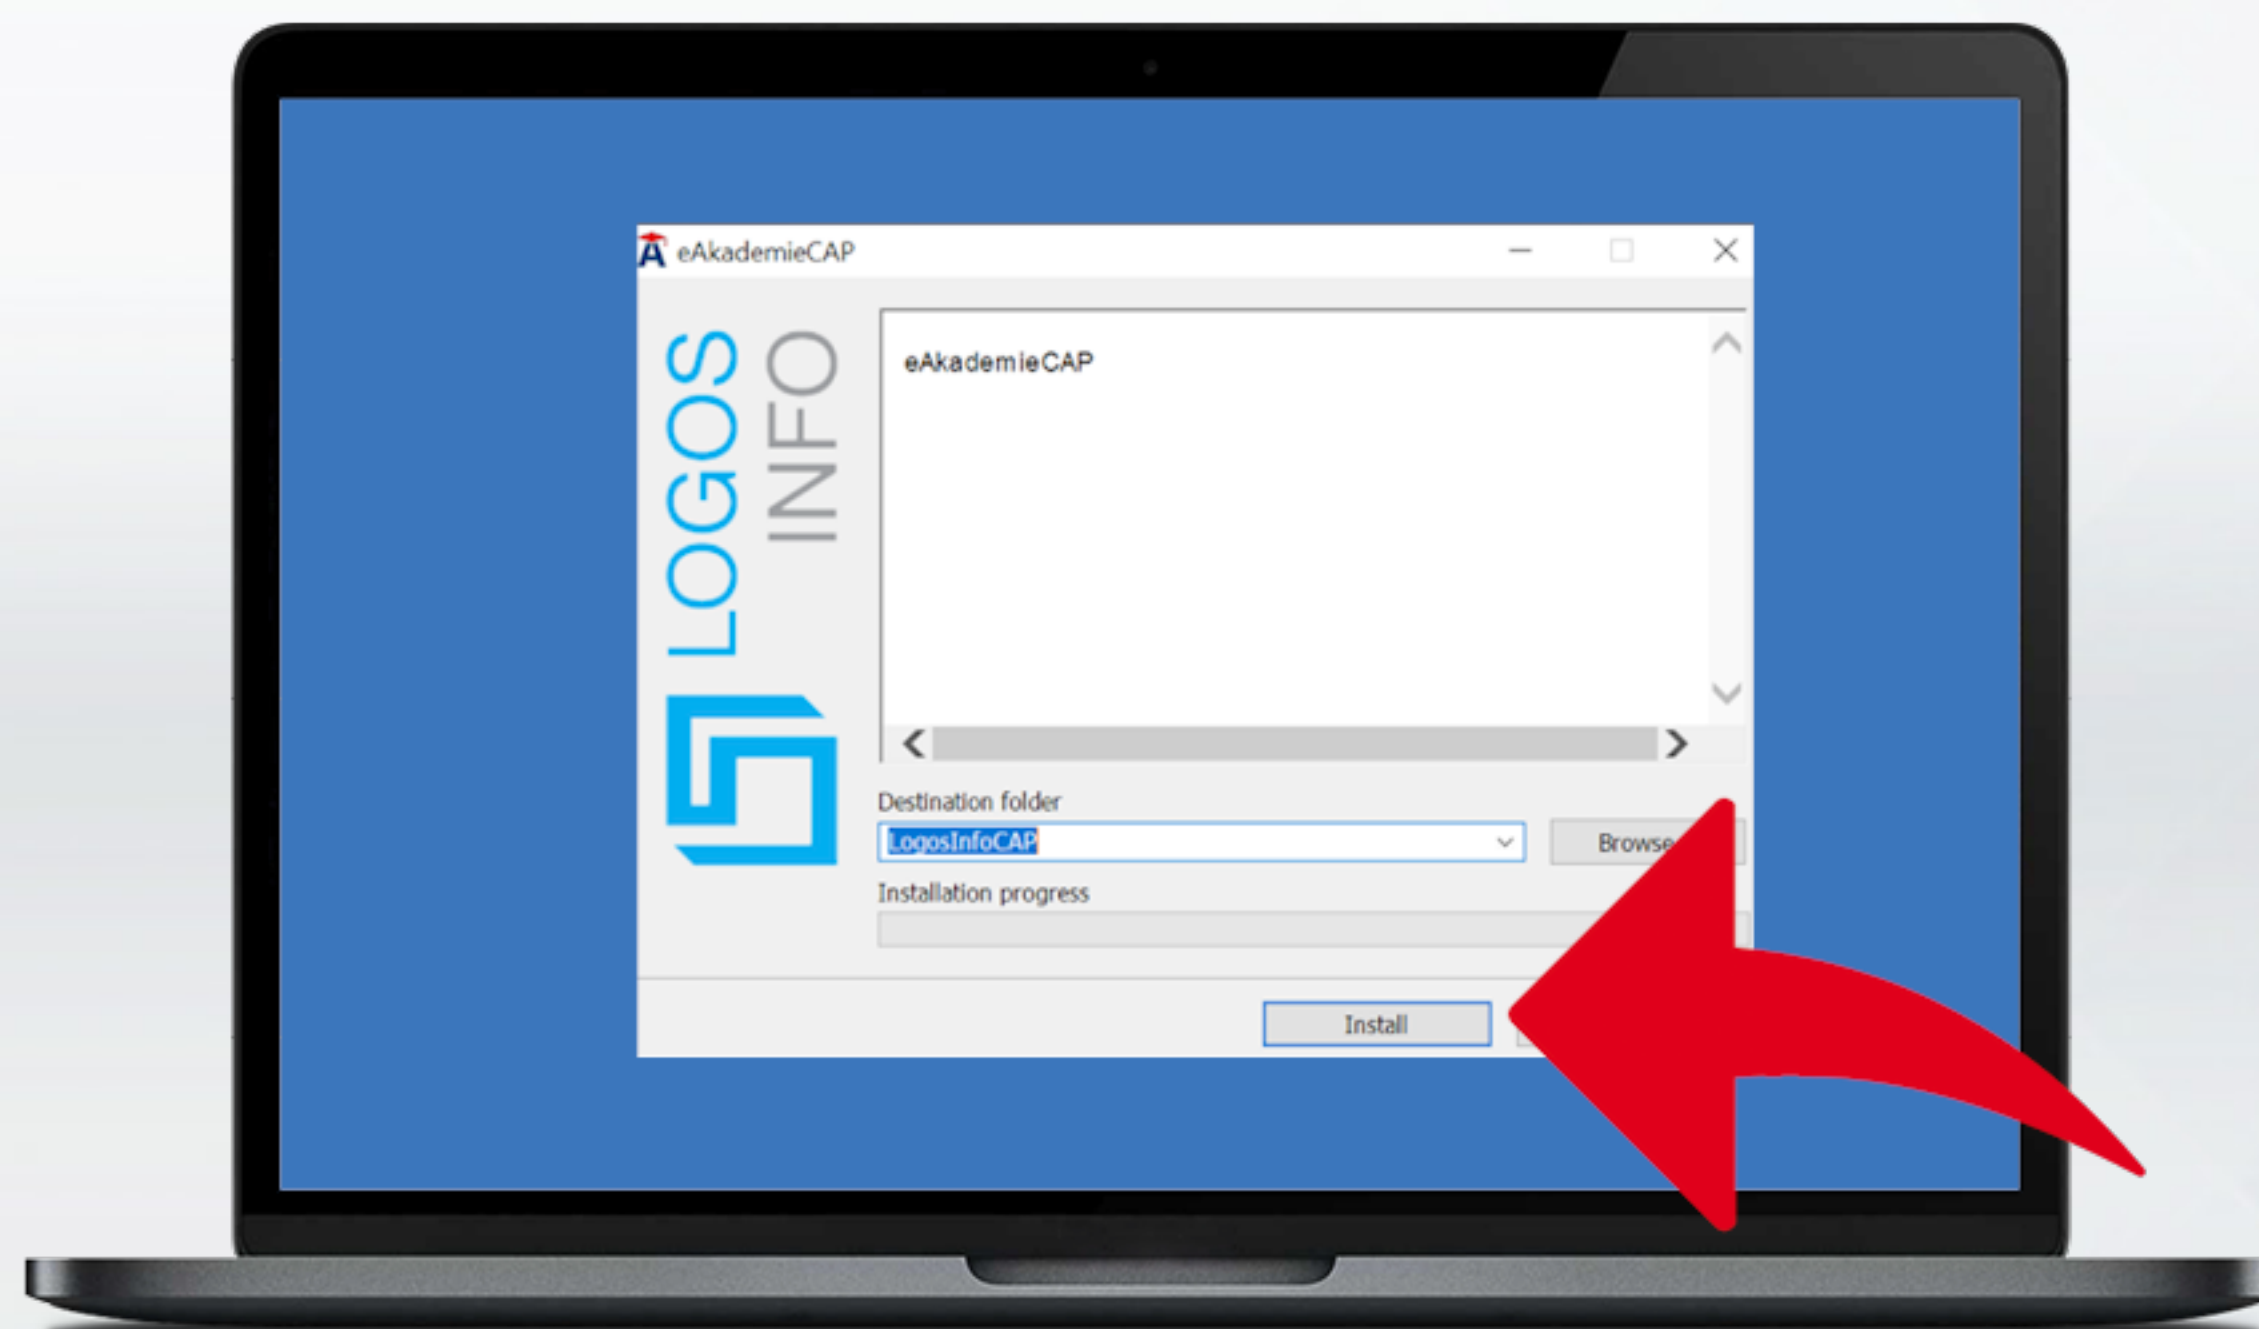 eAkademieCAP
LOGOS
INFO
eAkademieCAP
Destination folder
LogosInfoCAP
Browse
Installation progress
Install